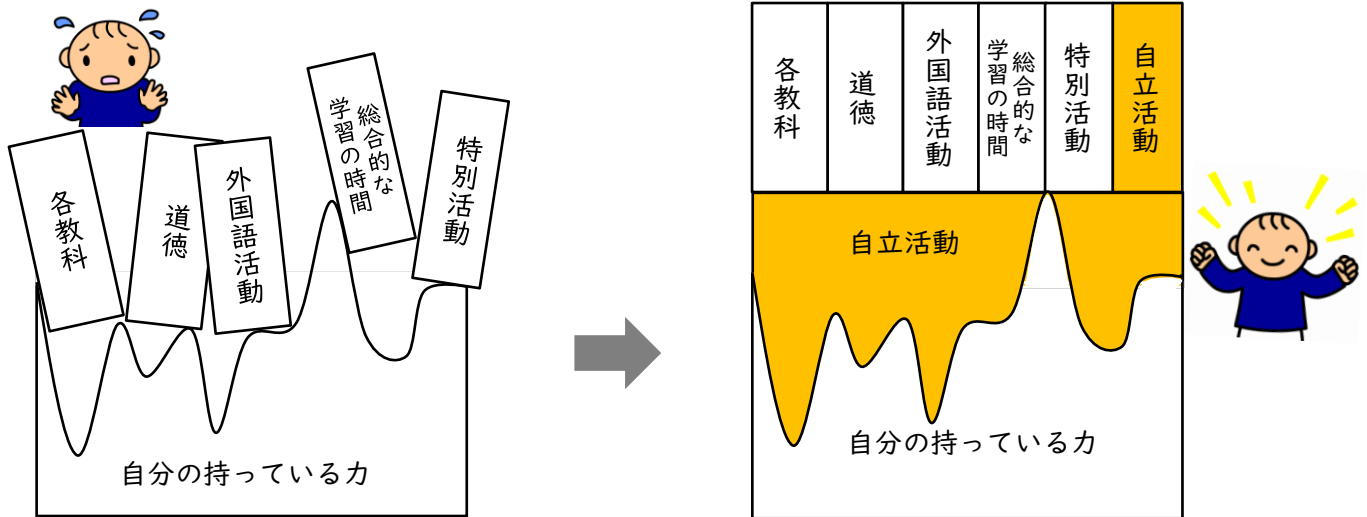 各教科
道徳
外国語活動
総合的な
学習の時間
特別活動
自分の持っている力
各教科
道徳
外国語活動
総合的な
学習の時間
特別活動
自立活動
自立活動
自分の持っている力